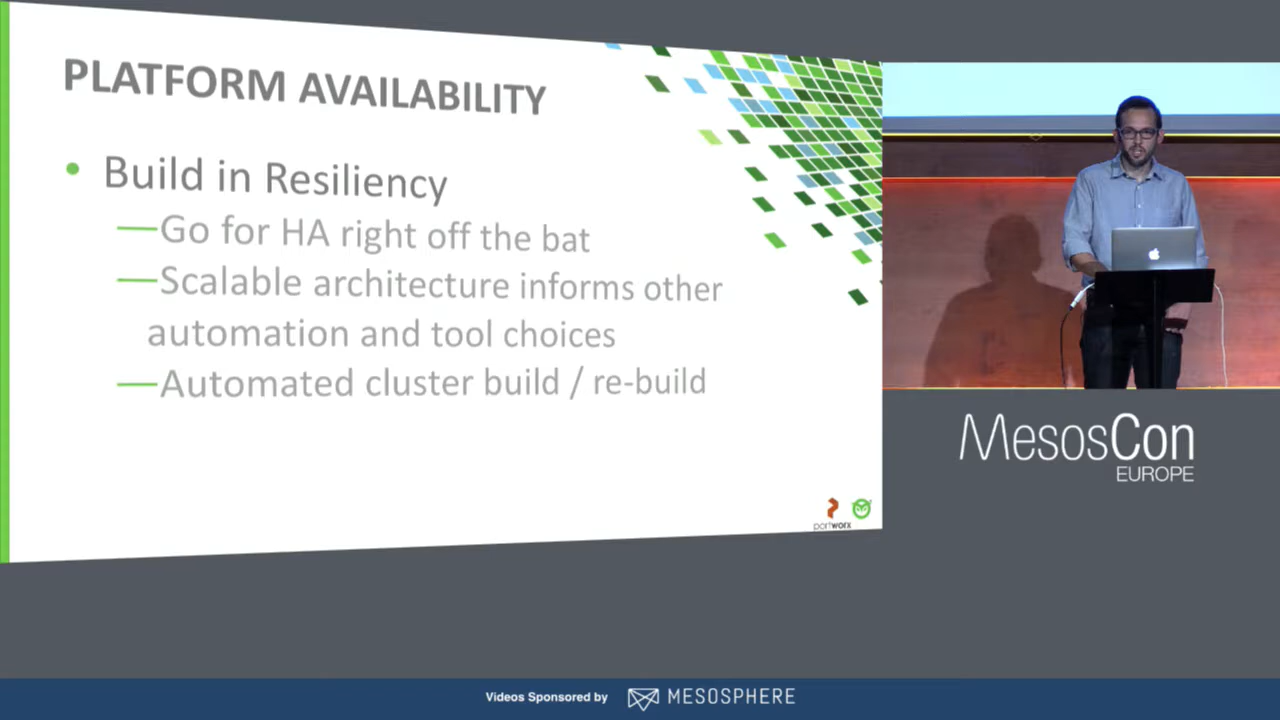 PLATFORM AVAILABILITY
• Build in Resiliency
—Go for HA right off the bat
—Scalable architecture informs other
automation and tool choices
—Automated cluster build / re-build
portworx
MesosCon
EUROPE
Videos Sponsored by MESOSPHERE